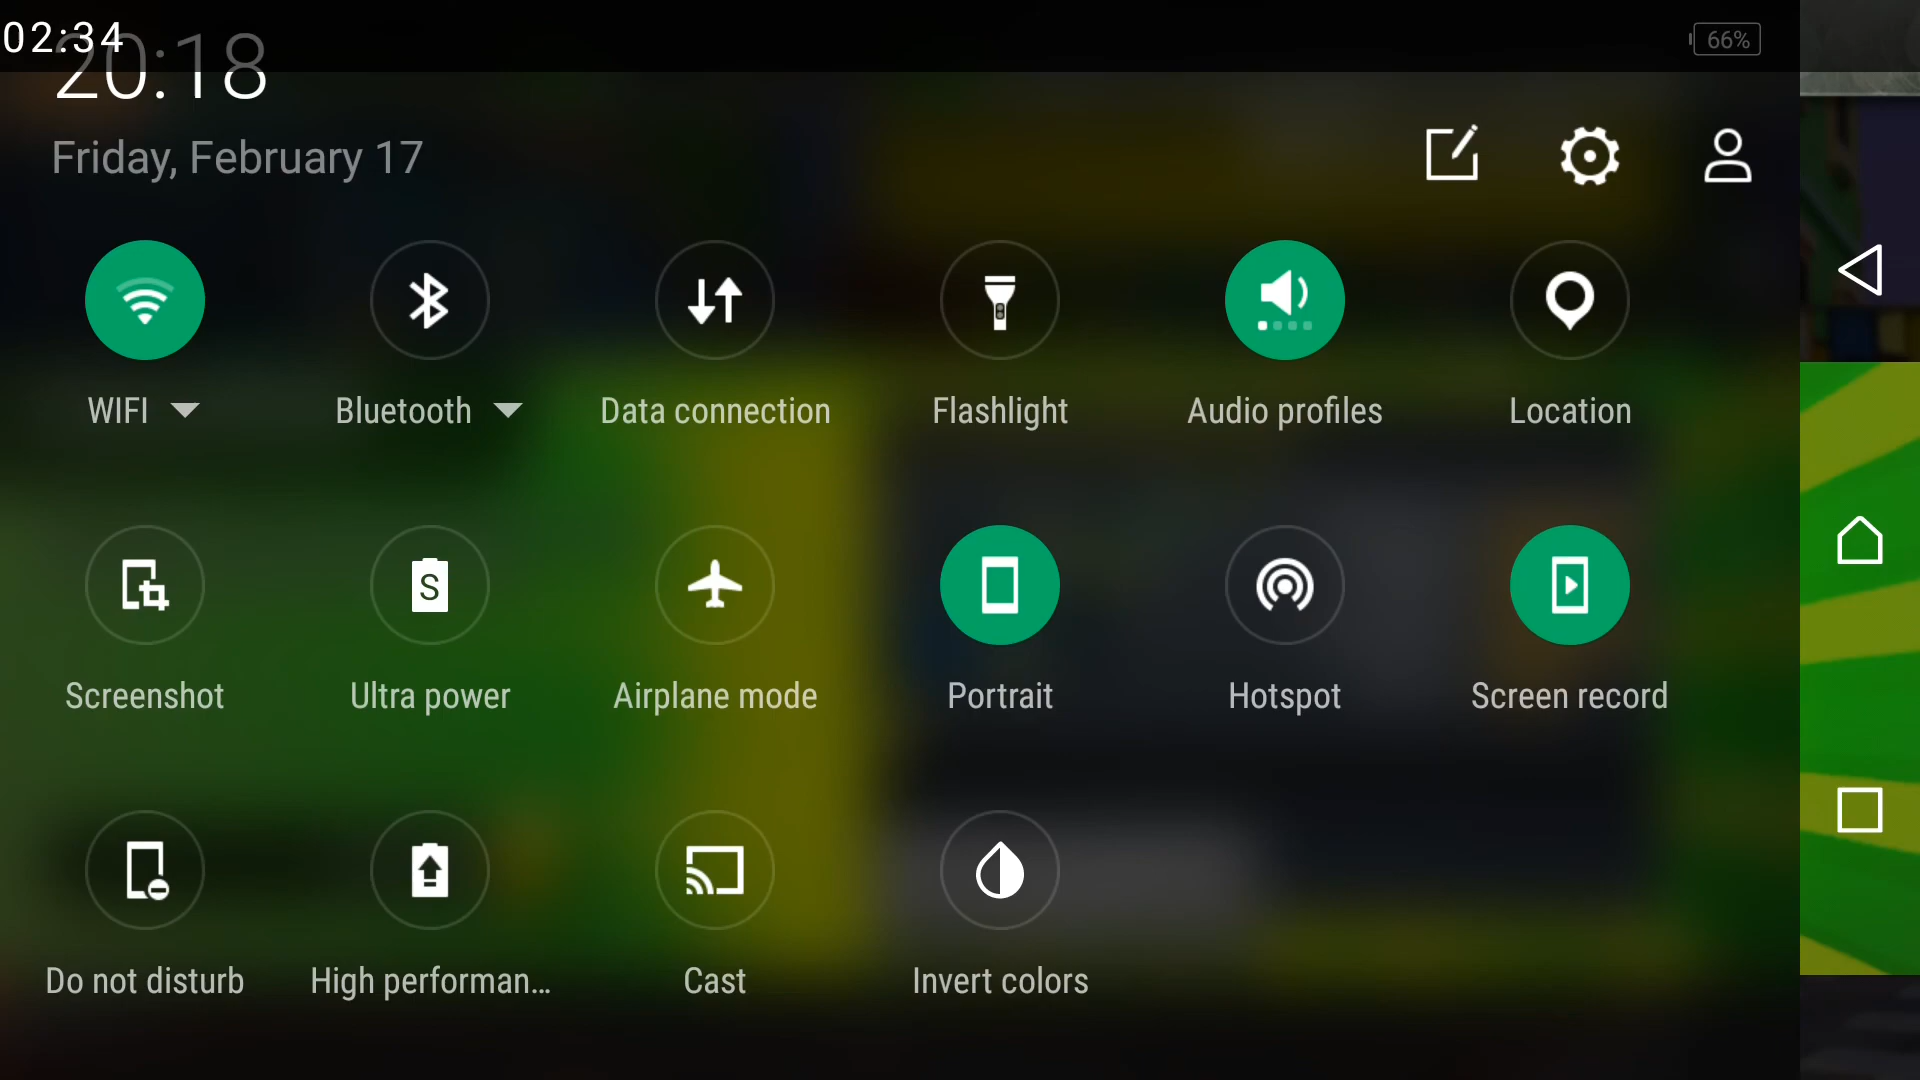 02:34
66%
20:18
Friday, February 17
WIFI
Bluetooth
Data connection
Flashlight
Audio profiles
Location
S
Screenshot
Ultra power
Airplane mode
Portrait
Hotspot
Screen record
Do not disturb
High performan...
Cast
Invert colors